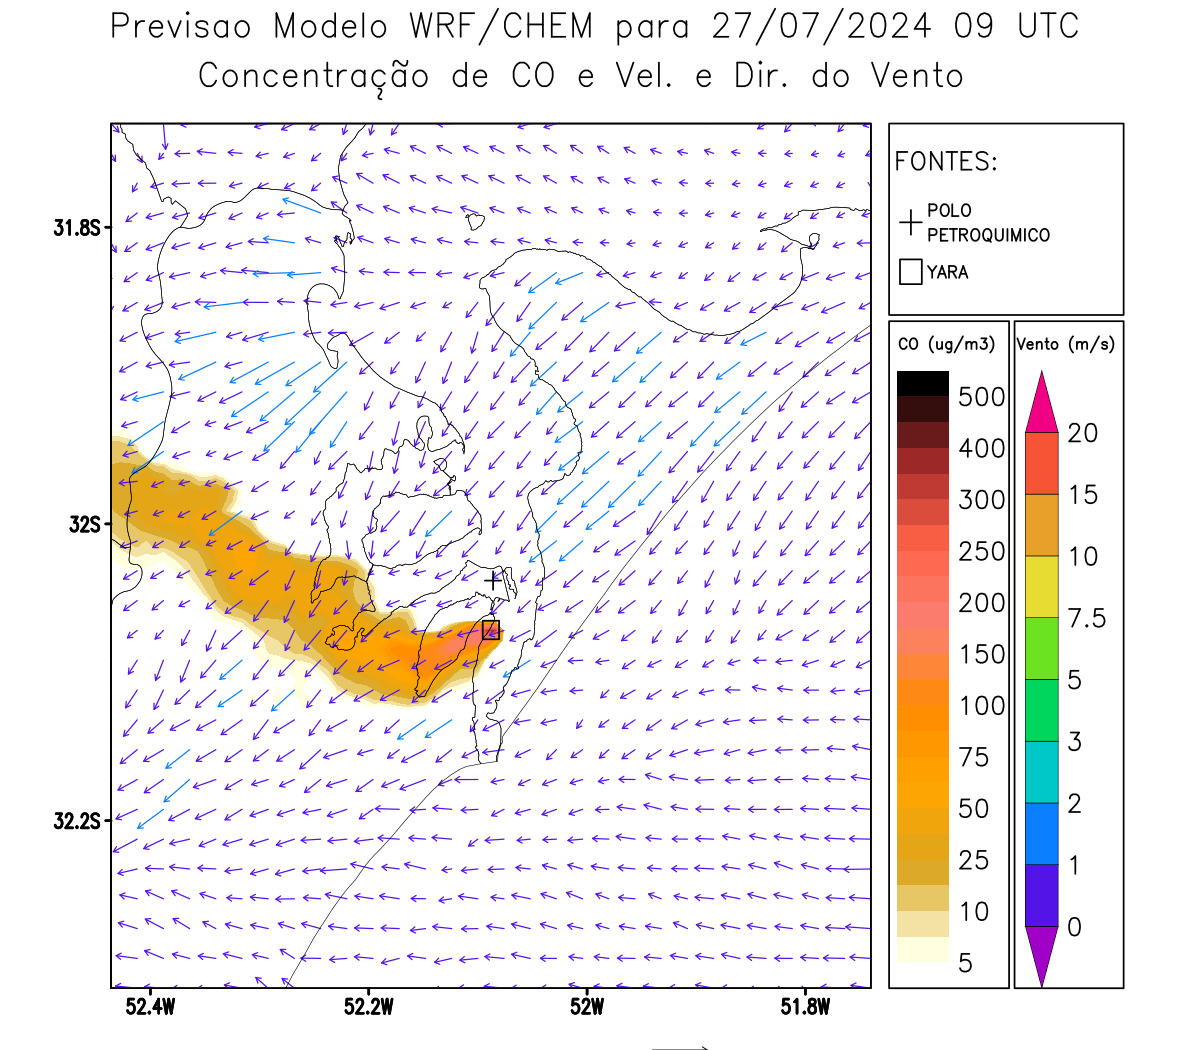 Previsao Modelo WRF/CHEM para 27/07/2024 09 UTC
Concentração de CO e Vel. e Dir. do Vento
FONTES:
POLO
PETROQUIMICO
YARA
CO (ug/m3)
500
400
300
250
200
150
100
75
50
25
10
5
Vento (m/s)
20
15
10
7.5
5
3
2
1
0
31.8S
32S
32.2S
52.4W
52.2W
52W
51.8W